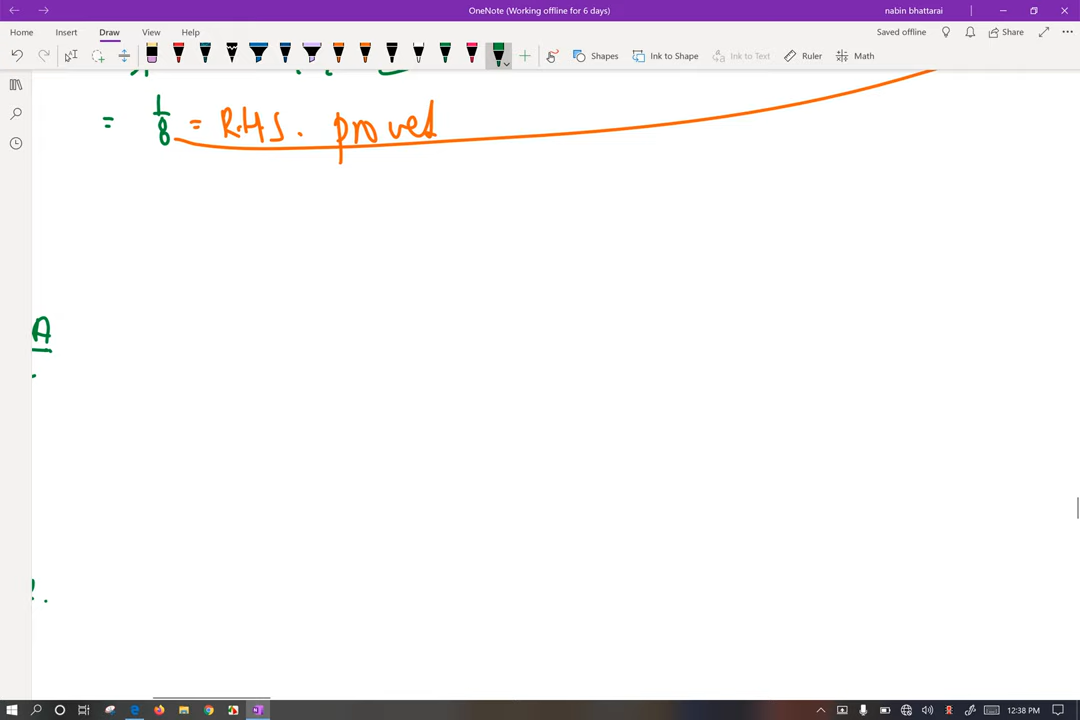 OneNote (Working offline for 6 days)
nabin bhattarai
Home Insert Draw View Help
Saved offline
Share
Shapes
Ink to Shape
Ink to Text
Ruler
Math
= 1/8 = R.H.S. proved
A
2.
12:38 PM